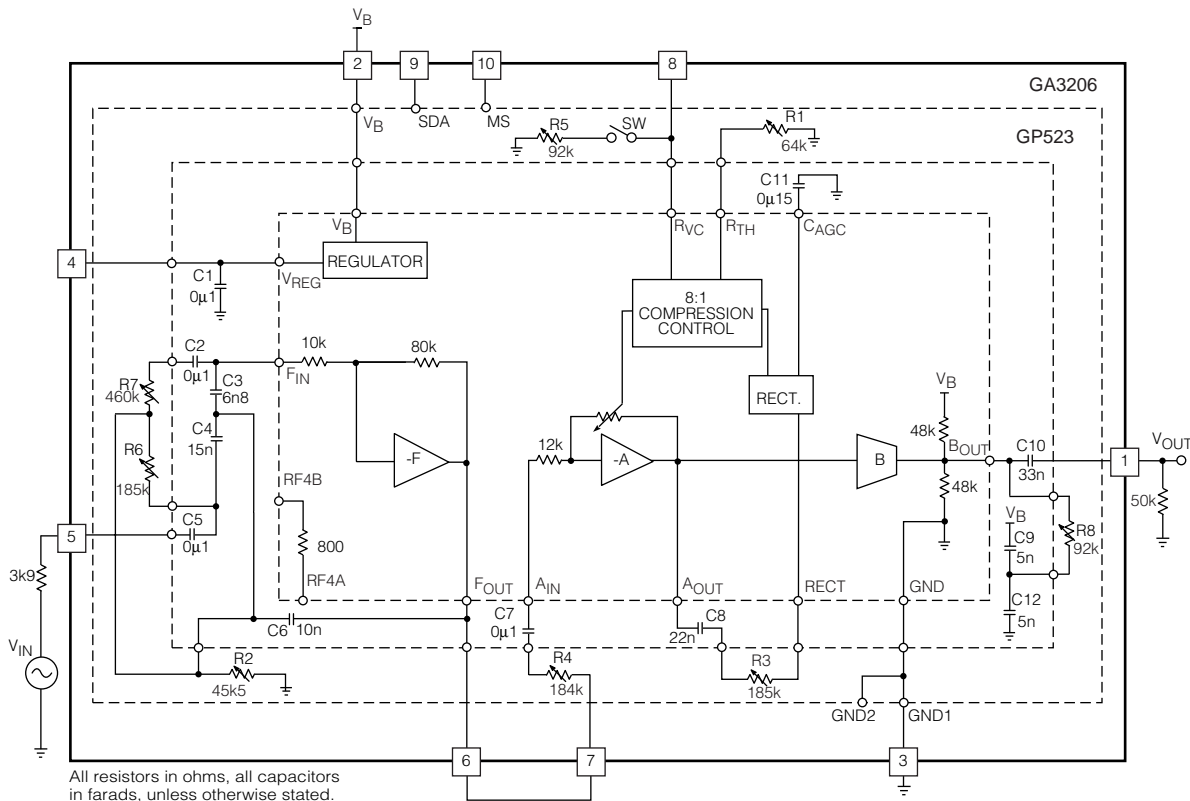 VB
2
9
10
8
GA3206
VB
SDA
MS
GP523
R5
92k
SW
R1
64k
C11
0µ15
VB
RVC
RTH
CAGC
4
C1
0µ1
VREG
REGULATOR
8:1
COMPRESSION
CONTROL
C2
0µ1
FIN
10k
80k
R7
460k
C3
6n8
C4
15n
R6
185k
RECT.
VB
48k
BOUT
C10
33n
1
VOUT
12k
-F
-A
B
48k
50k
RF4B
5
C5
0µ1
800
VB
C9
5n
R8
92k
3k9
RF4A
FOUT
AIN
AOUT
RECT
GND
C12
5n
C6
10n
C7
0µ1
C8
22n
VIN
R2
45k5
R4
184k
R3
185k
GND2
GND1
6
7
3
All resistors in ohms, all capacitors
in farads, unless otherwise stated.